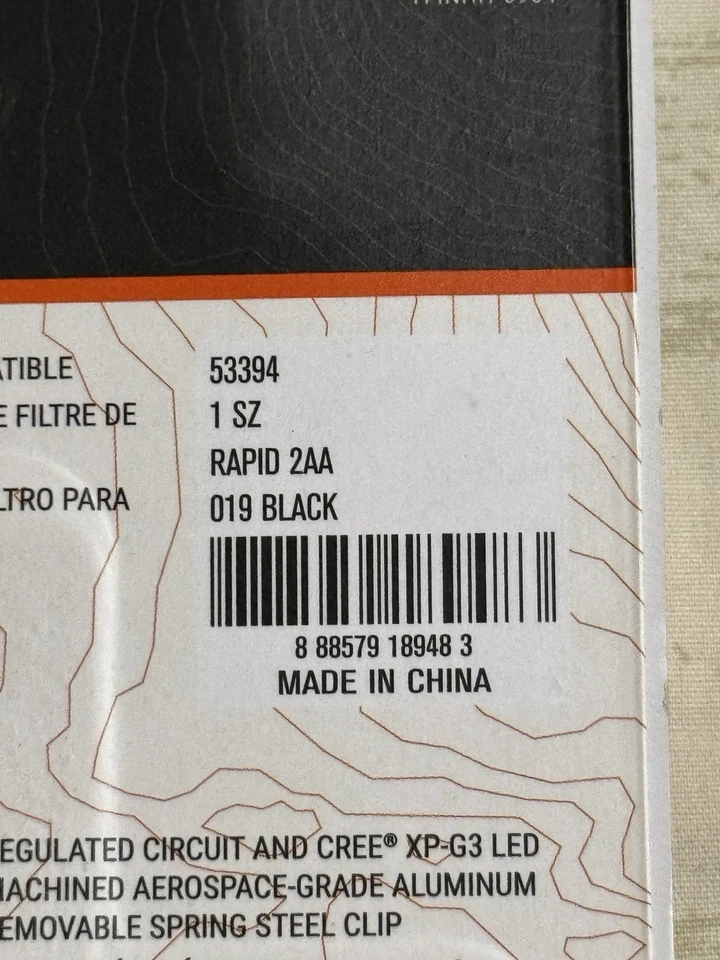 ATIBLE
E FILTRE DE
LTRO PARA
53394
1 SZ
RAPID 2AA
019 BLACK
8 88579 18948 3
MADE IN CHINA
EGULATED CIRCUIT AND CREE® XP-G3 LED
MACHINED AEROSPACE-GRADE ALUMINUM
EMOVABLE SPRING STEEL CLIP